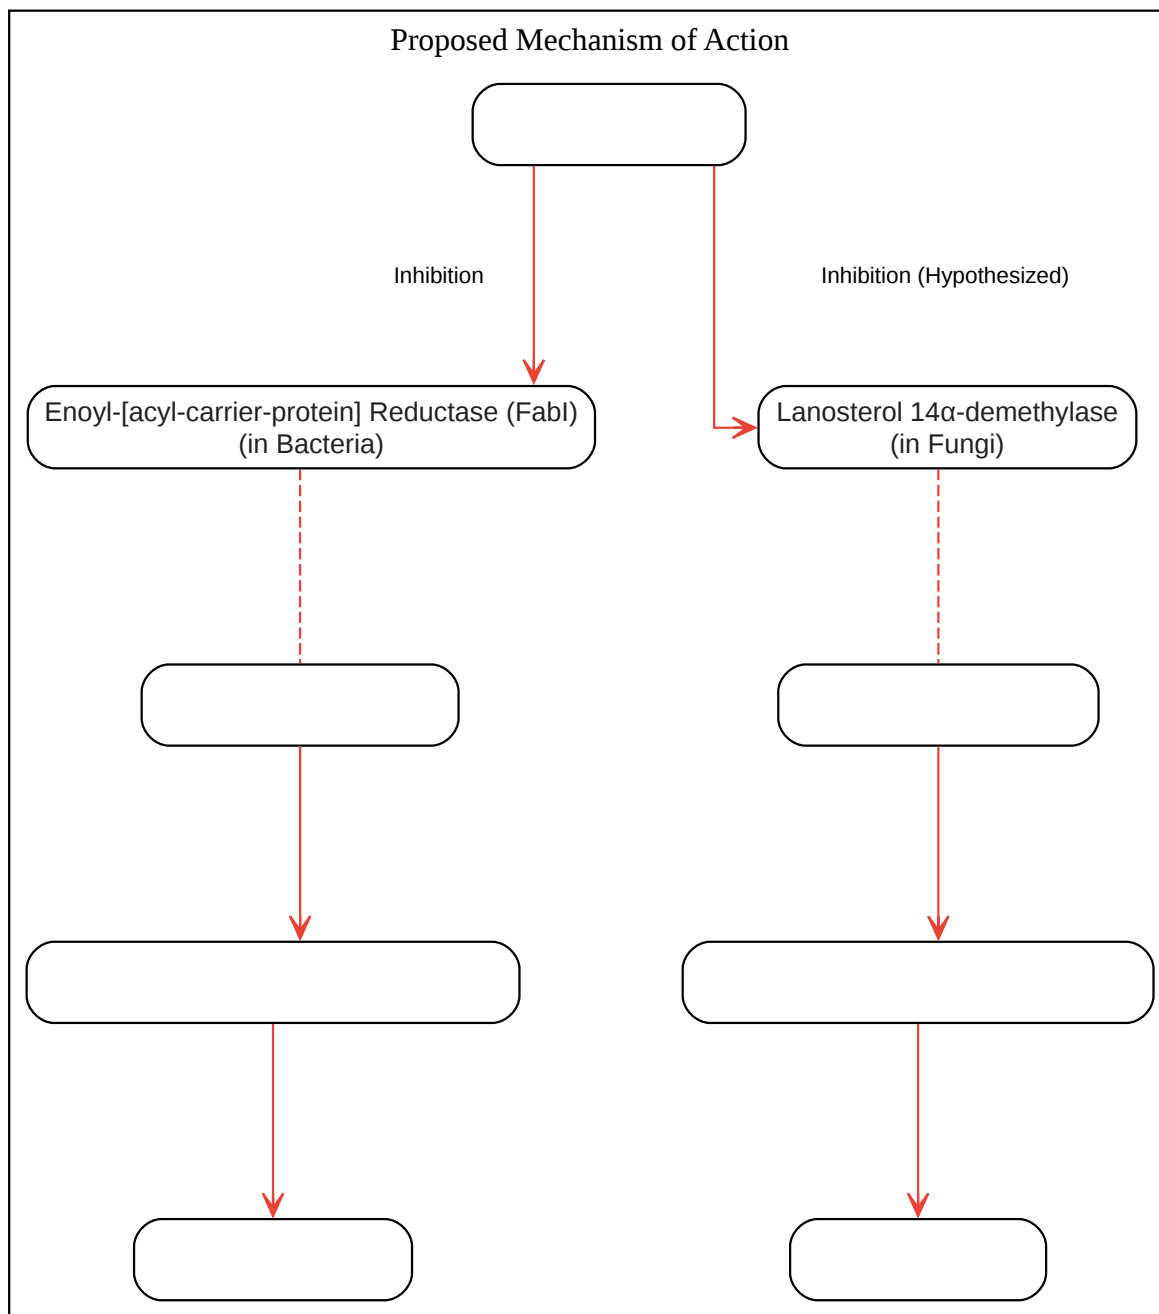 Proposed Mechanism of Action
Inhibition
Inhibition (Hypothesized)
Enoyl-[acyl-carrier-protein] Reductase (FabI)
(in Bacteria)
Lanosterol 14α-demethylase
(in Fungi)